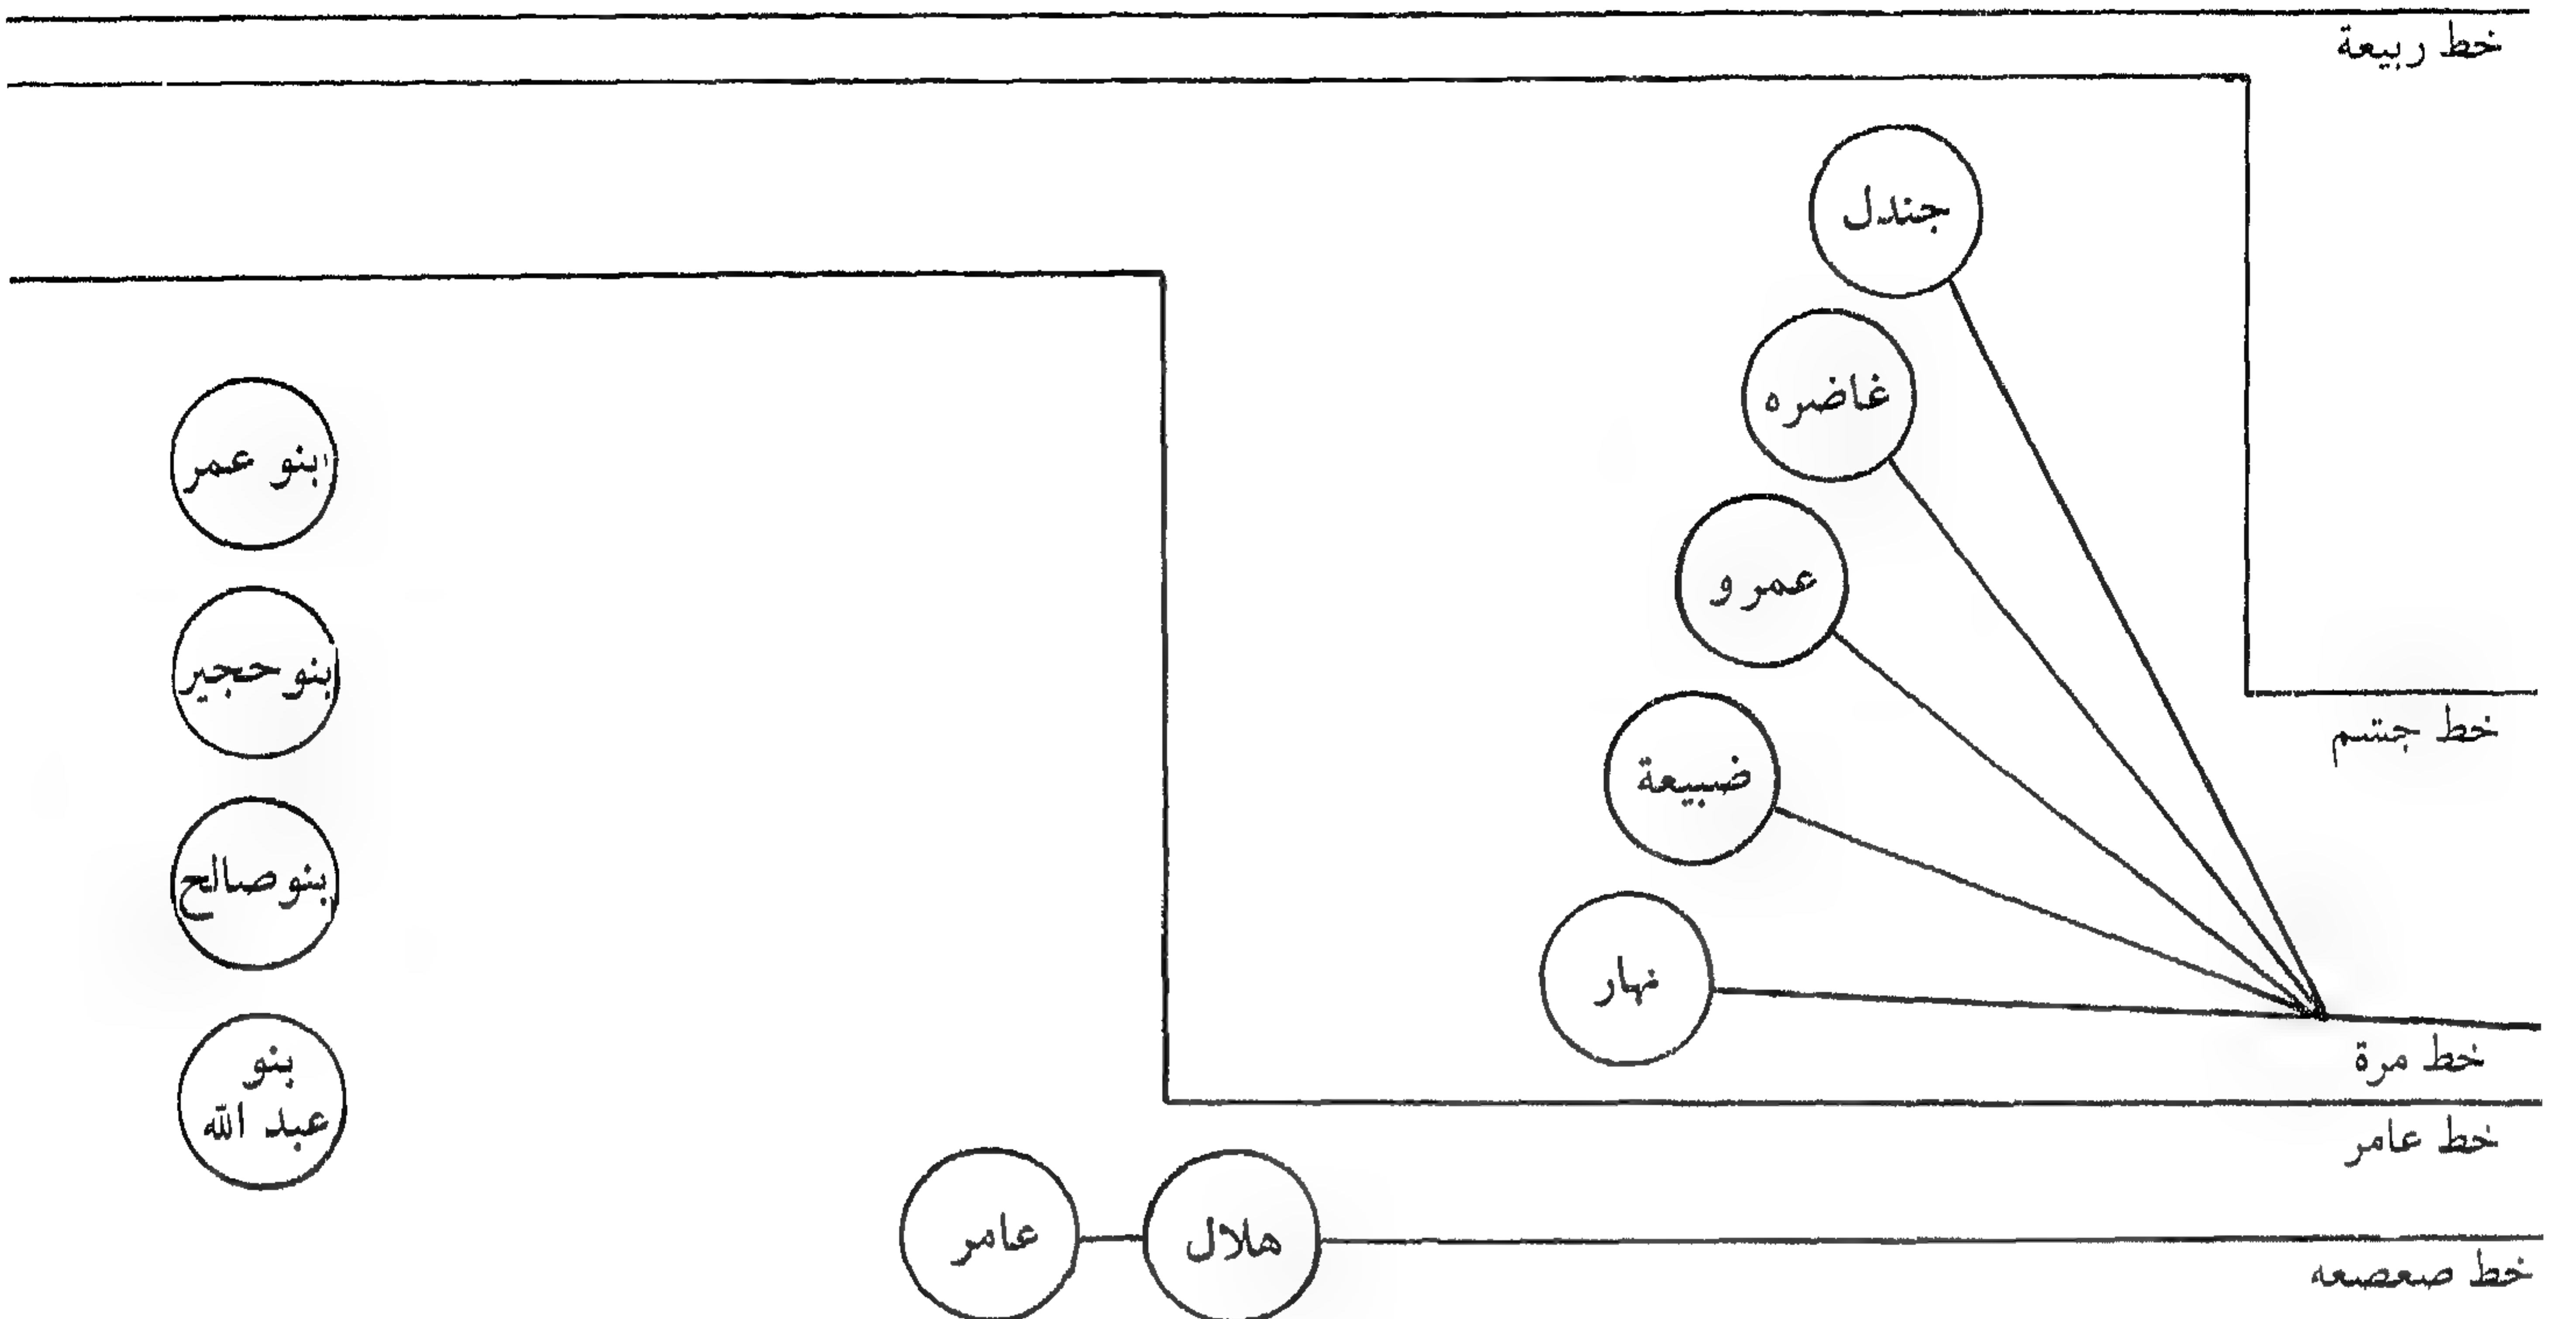 خط ربيعة
جندل
غاضره
عمرو
ضبيعة
نهار
خط جشم
خط مرة
خط عامر
هلال
عامر
خط صعصعه
بنو عمر
بنو حجير
بنو صالح
بنو
عبد الله